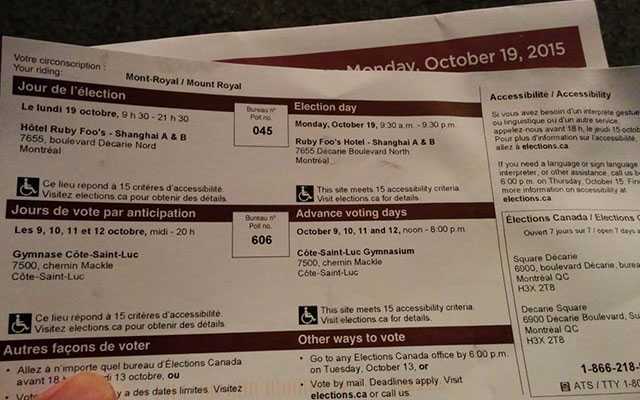 Monday, October 19, 2015
Votre circonscription :
Your riding:
Mont-Royal / Mount Royal
Jour de l'élection
Le lundi 19 octobre, 9 h 30 - 21 h 30
Hôtel Ruby Foo's - Shanghai A & B
7655, boulevard Décarie Nord
Montréal
Ce lieu répond à 15 critères d'accessibilité.
Visitez elections.ca pour obtenir des détails.
Bureau n°
Poll no.
045
Election day
Monday, October 19, 9:30 a.m. - 9:30 p.m.
Ruby Foo's Hotel - Shanghai A & B
7655 Décarie Boulevard North
Montréal
This site meets 15 accessibility criteria.
Visit elections.ca for details.
Jours de vote par anticipation
Les 9, 10, 11 et 12 octobre, midi - 20 h
Gymnase Côte-Saint-Luc
7500, chemin Mackle
Côte-Saint-Luc
Ce lieu répond à 15 critères d'accessibilité.
Visitez elections.ca pour obtenir des détails.
Bureau n°
Poll no.
606
Advance voting days
October 9, 10, 11 and 12, noon - 8:00 p.m.
Côte-Saint-Luc Gymnasium
7500, chemin Mackle
Côte-Saint-Luc
This site meets 15 accessibility criteria.
Visit elections.ca for details.
Autres façons de voter
• Allez à n'importe quel bureau d'Élections Canada
avant 18 di 13 octobre, ou
• y a des dates limites. Visitez
Other ways to vote
• Go to any Elections Canada office by 6:00 p.m.
on Tuesday, October 13, or
• Vote by mail. Deadlines apply. Visit
elections.ca or call us.
Accessibilité / Accessibility
Si vous avez besoin d'un interprète gestue
ou linguistique ou d'un autre service,
appelez-nous avant 18 h, le jeudi 15 octob
Pour plus d'information sur l'accessibilité,
allez à elections.ca.
If you need a language or sign language
interpreter, or other assistance, call us b
6:00 p.m. on Thursday, October 15. Fin
more information on accessibility at
elections.ca.
Élections Canada / Elections C
Ouvert 7 jours sur 7 / Open 7 days a
Square Décarie
6900, boulevard Décarie, burea
Montréal QC
H3X 2T8
Decarie Square
6900 Décarie Boulevard, Su
Montréal QC
H3X 2T8
1-866-218-
ATS / TTY 1-80